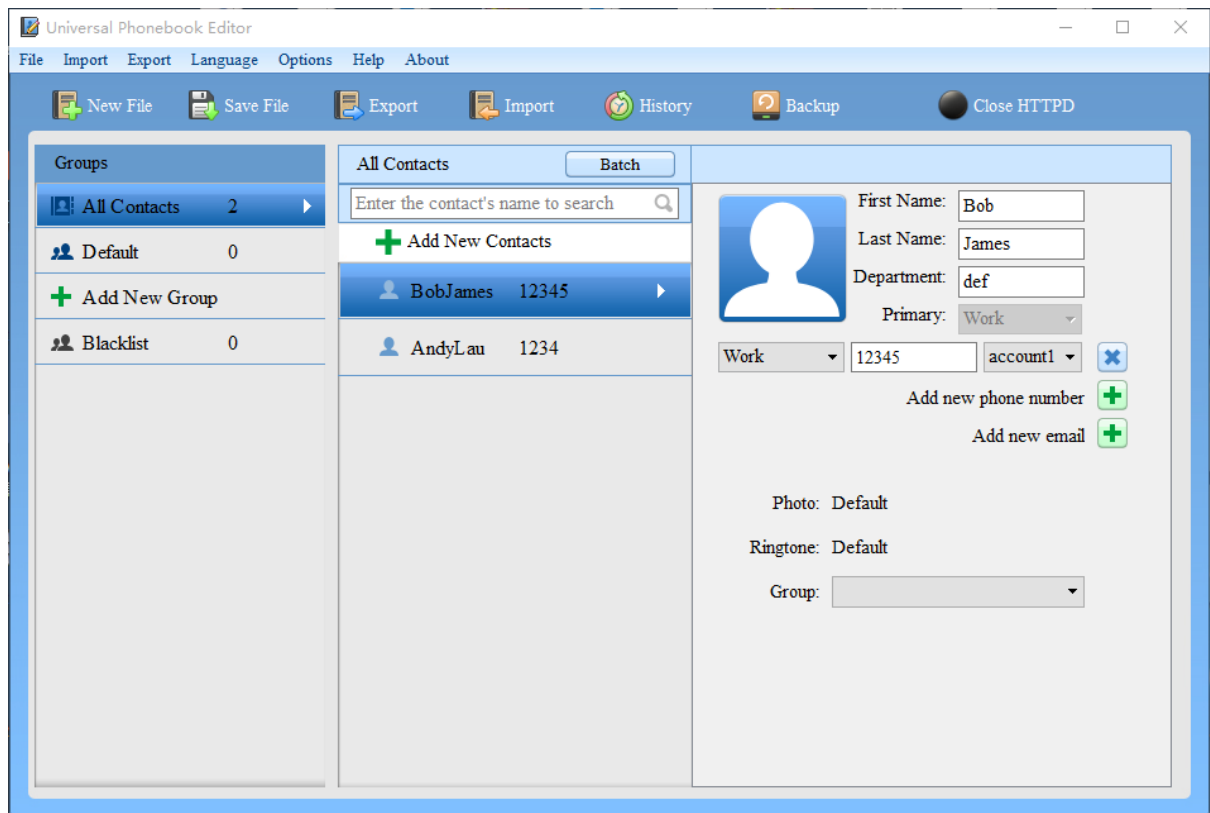 Universal Phonebook Editor
File Import Export Language Options Help About
New File Save File Export Import History Backup Close HTTPD
Groups
All Contacts 2
Default 0
Add New Group
Blacklist 0
All Contacts Batch
Enter the contact's name to search
Add New Contacts
BobJames 12345
AndyLau 1234
First Name: Bob
Last Name: James
Department: def
Primary: Work
Work 12345 account1
Add new phone number
Add new email
Photo: Default
Ringtone: Default
Group: